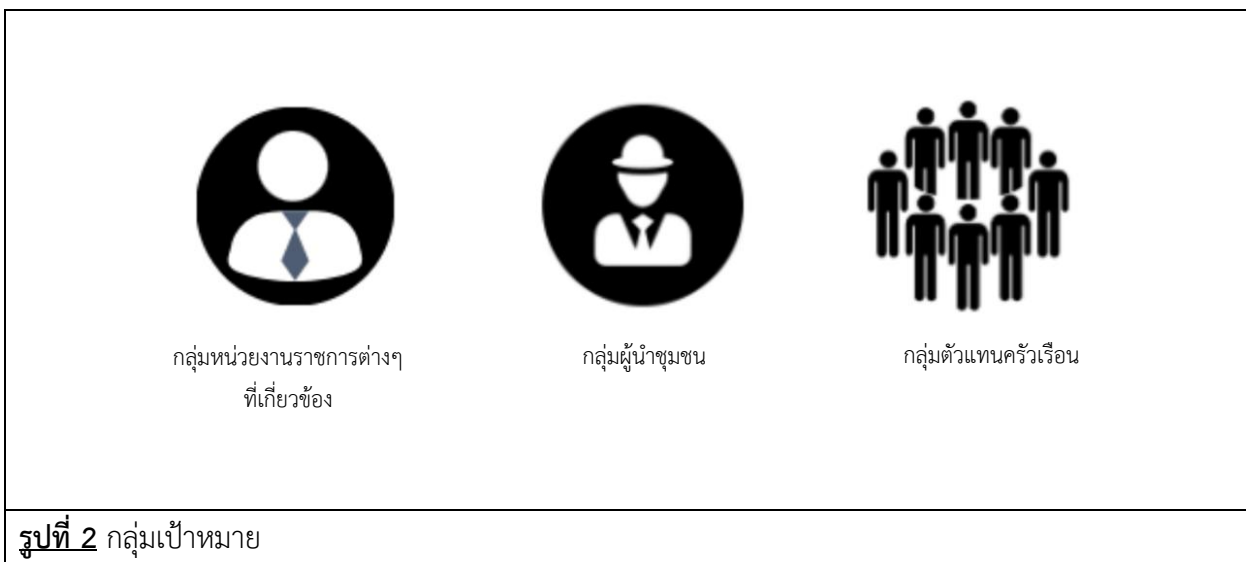 กลุ่มหน่วยงานราชการต่างๆ
ที่เกี่ยวข้อง
กลุ่มผู้นำชุมชน
กลุ่มตัวแทนครัวเรือน
รูปที่ 2 กลุ่มเป้าหมาย